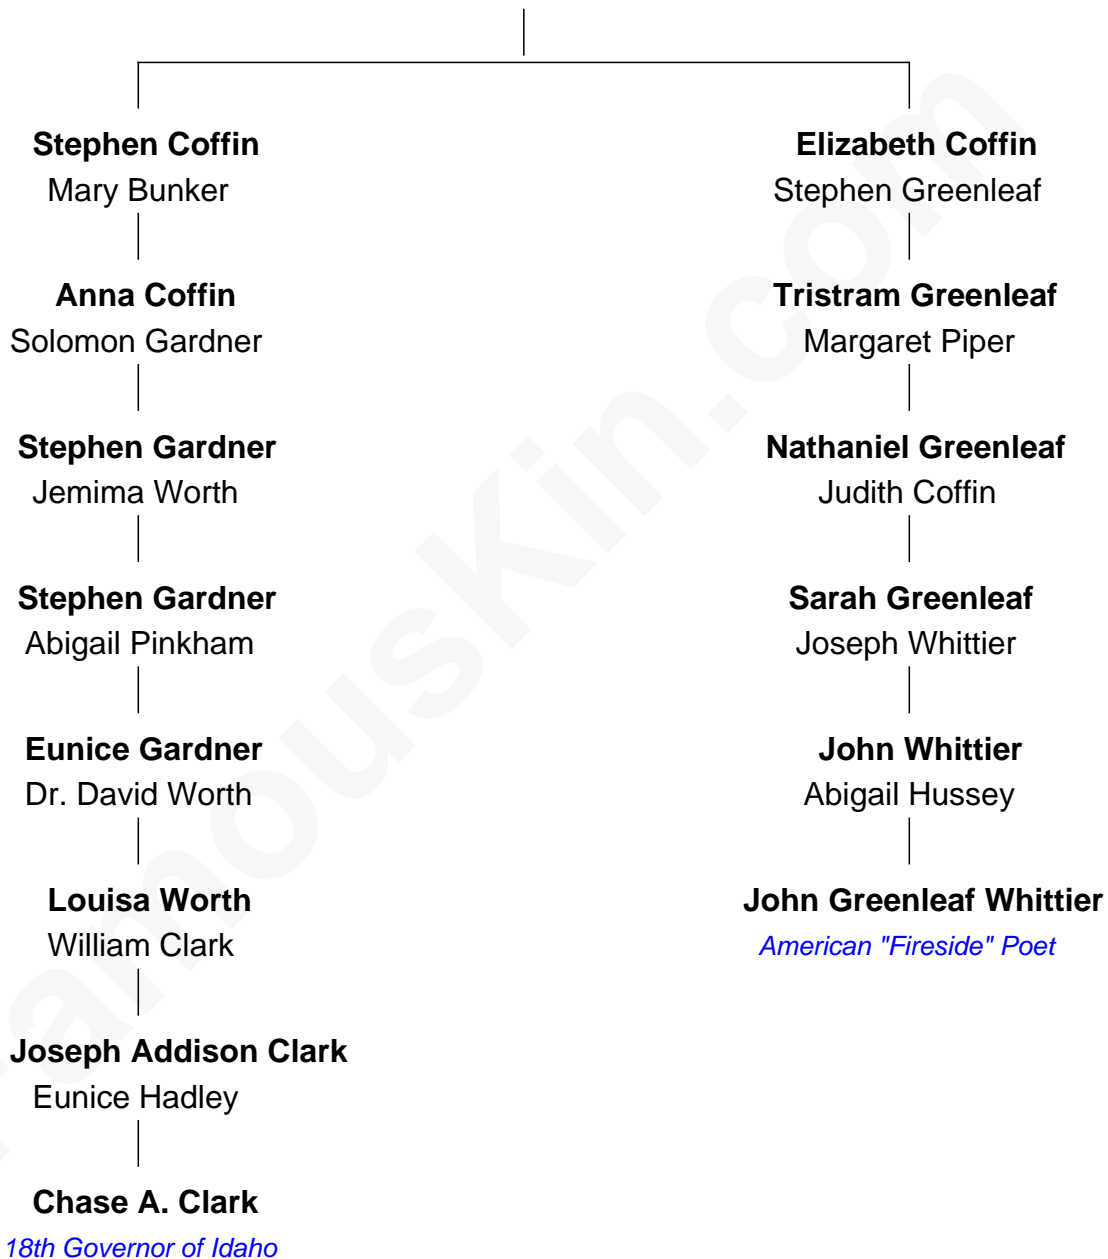 Stephen Coffin
Mary Bunker
Anna Coffin
Solomon Gardner
Stephen Gardner
Jemima Worth
Stephen Gardner
Abigail Pinkham
Eunice Gardner
Dr. David Worth
Louisa Worth
William Clark
Joseph Addison Clark
Eunice Hadley
Chase A. Clark
18th Governor of Idaho
Elizabeth Coffin
Stephen Greenleaf
Tristram Greenleaf
Margaret Piper
Nathaniel Greenleaf
Judith Coffin
Sarah Greenleaf
Joseph Whittier
John Whittier
Abigail Hussey
John Greenleaf Whittier
American "Fireside" Poet
FamousKin.com